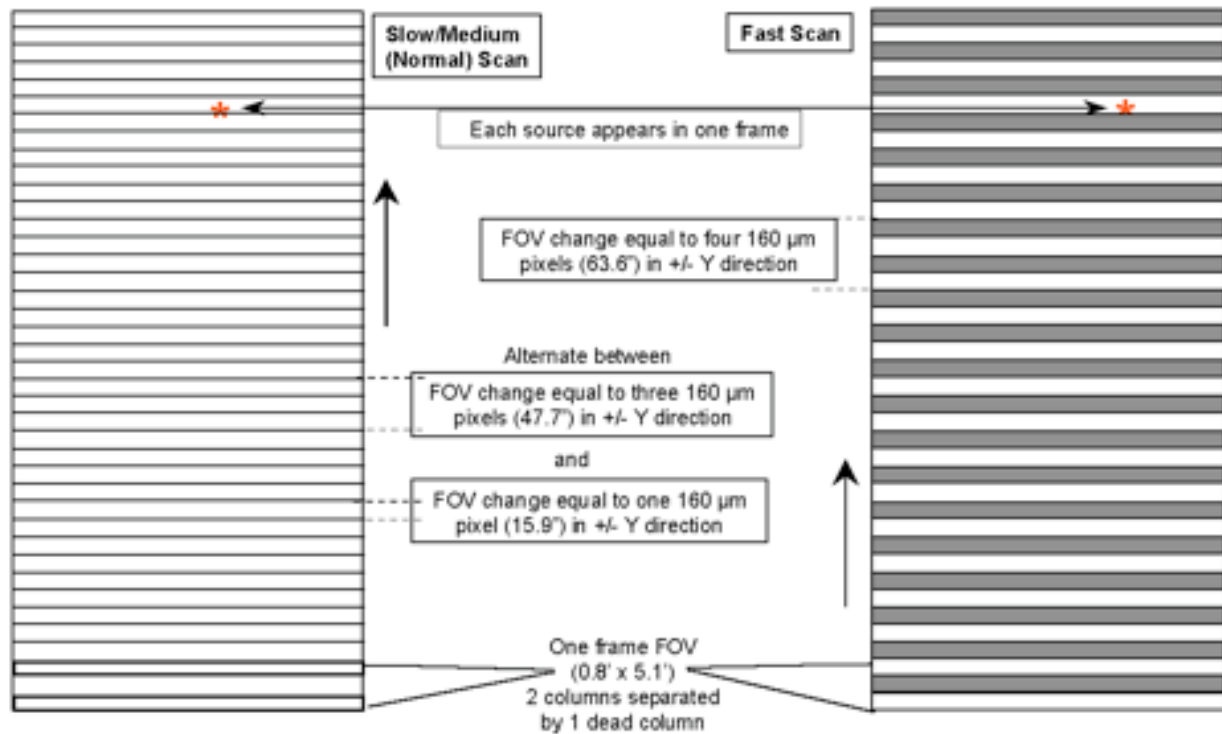 Slow/Medium
(Normal) Scan
Fast Scan
*
*
Each source appears in one frame
FOV change equal to four 160 µm
pixels (63.6") in +/- Y direction
Alternate between
FOV change equal to three 160 µm
pixels (47.7") in +/- Y direction
and
FOV change equal to one 160 µm
pixel (15.9") in +/- Y direction
One frame FOV
(0.8' x 5.1')
2 columns separated
by 1 dead column